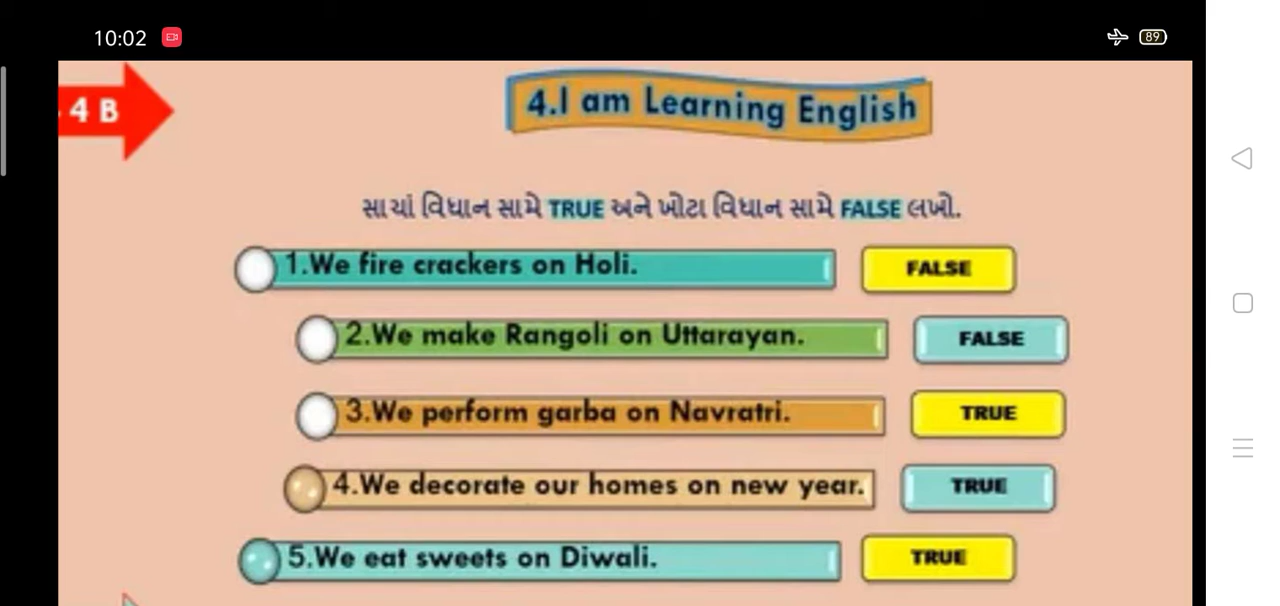 10:02
89
4 B
4.I am Learning English
સાચાં વિધાન સામે TRUE અને ખોટા વિધાન સામે FALSE લખો.
1.We fire crackers on Holi. FALSE
2.We make Rangoli on Uttarayan. FALSE
3.We perform garba on Navratri. TRUE
4.We decorate our homes on new year. TRUE
5.We eat sweets on Diwali. TRUE